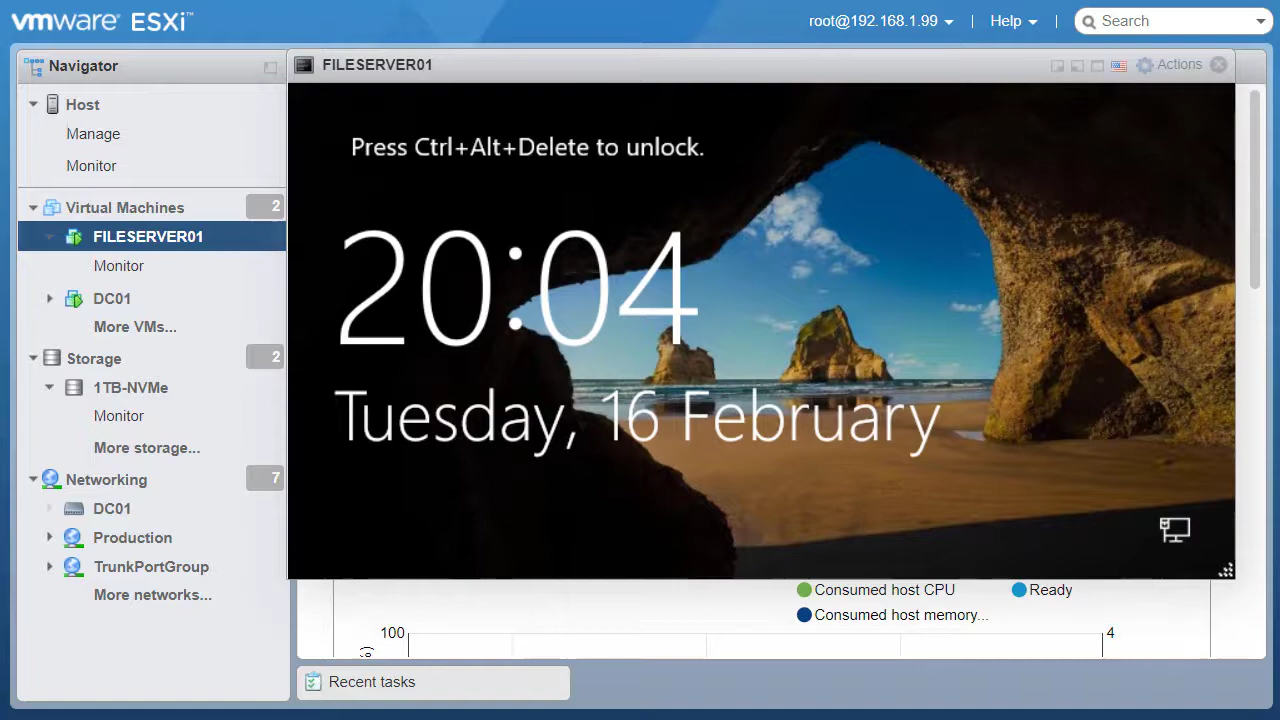 vmware® ESXi™
root@192.168.1.99
Help
Search
Navigator
Host
Manage
Monitor
Virtual Machines 2
FILESERVER01
Monitor
DC01
More VMs...
Storage 2
1TB-NVMe
Monitor
More storage...
Networking 7
DC01
Production
TrunkPortGroup
More networks...
FILESERVER01
Actions
Press Ctrl+Alt+Delete to unlock.
20:04
Tuesday, 16 February
Consumed host CPU
Ready
Consumed host memory...
100
4
Recent tasks